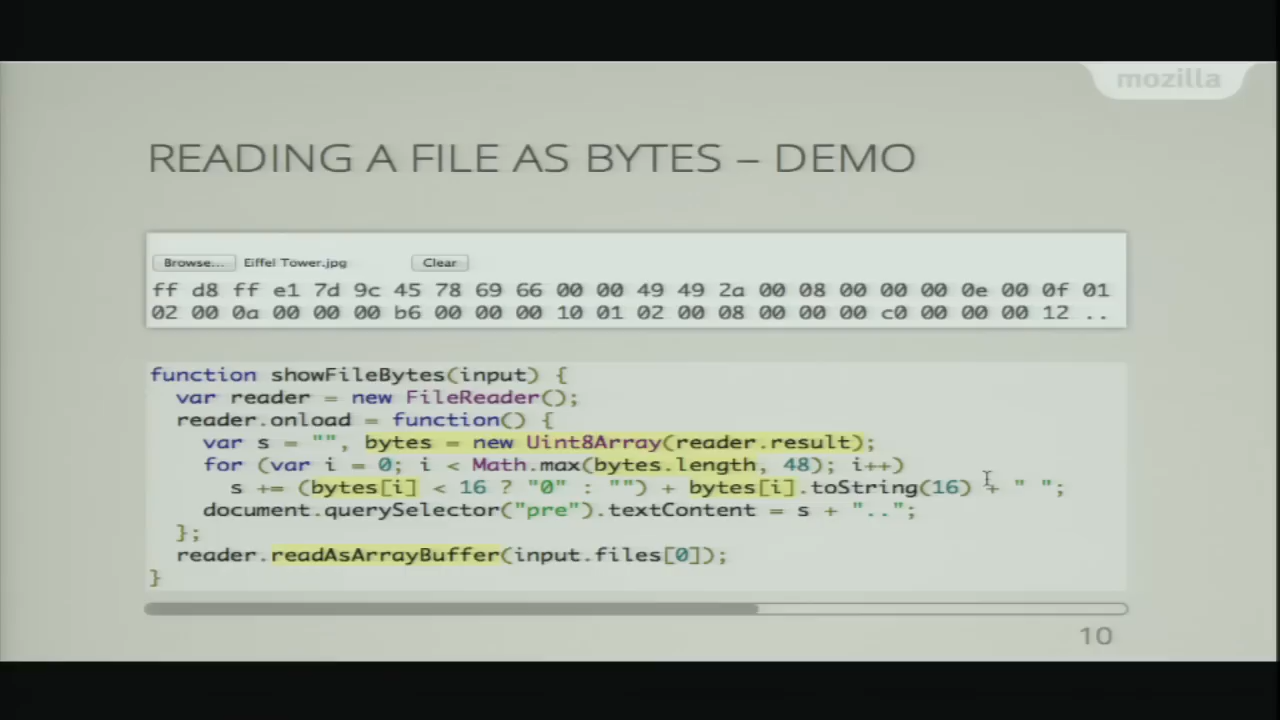 mozilla
READING A FILE AS BYTES – DEMO
Browse... Eiffel Tower.jpg Clear
ff d8 ff e1 7d 9c 45 78 69 66 00 00 49 49 2a 00 08 00 00 00 0e 00 0f 01
02 00 0a 00 00 00 b6 00 00 00 10 01 02 00 08 00 00 00 c0 00 00 00 12 ..
function showFileBytes(input) {
var reader = new FileReader();
reader.onload = function() {
var s = "", bytes = new Uint8Array(reader.result);
for (var i = 0; i < Math.max(bytes.length, 48); i++)
s += (bytes[i] < 16 ? "0" : "") + bytes[i].toString(16) + " ";
document.querySelector("pre").textContent = s + "..";
};
reader.readAsArrayBuffer(input.files[0]);
}
10